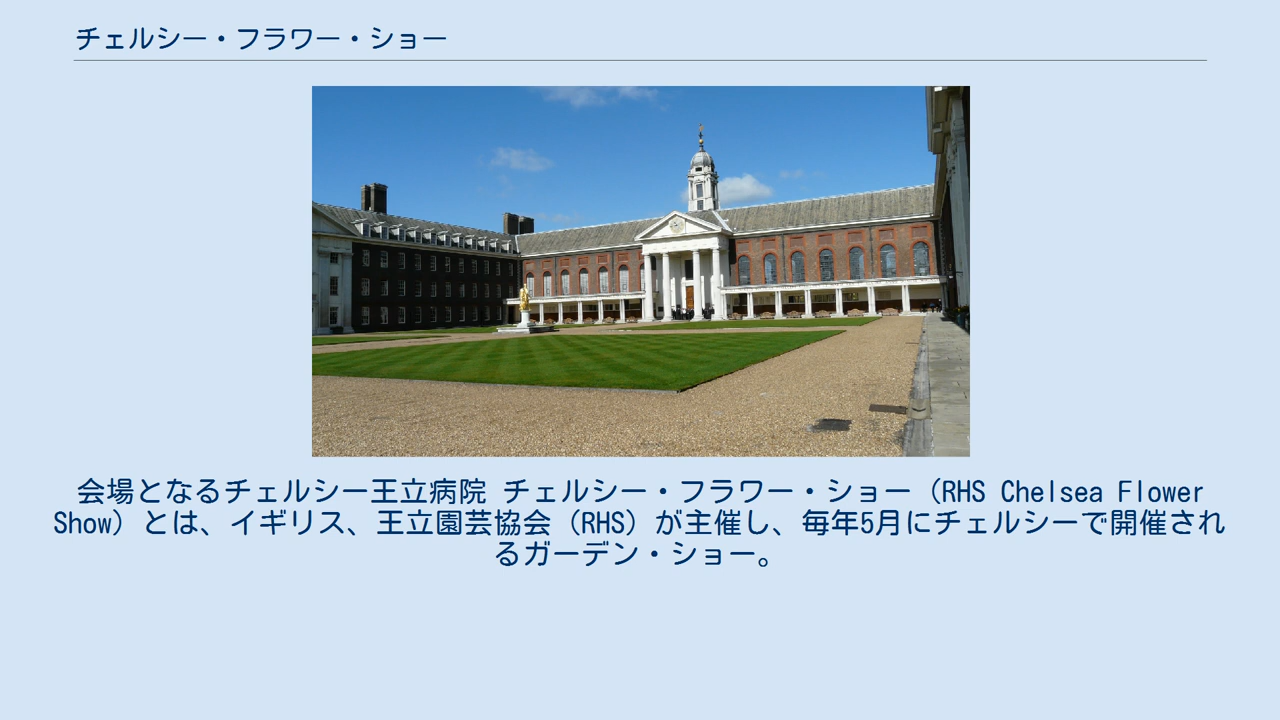 チェルシー・フラワー・ショー
会場となるチェルシー王立病院 チェルシー・フラワー・ショー（RHS Chelsea Flower
Show）とは、イギリス、王立園芸協会（RHS）が主催し、毎年5月にチェルシーで開催され
るガーデン・ショー。